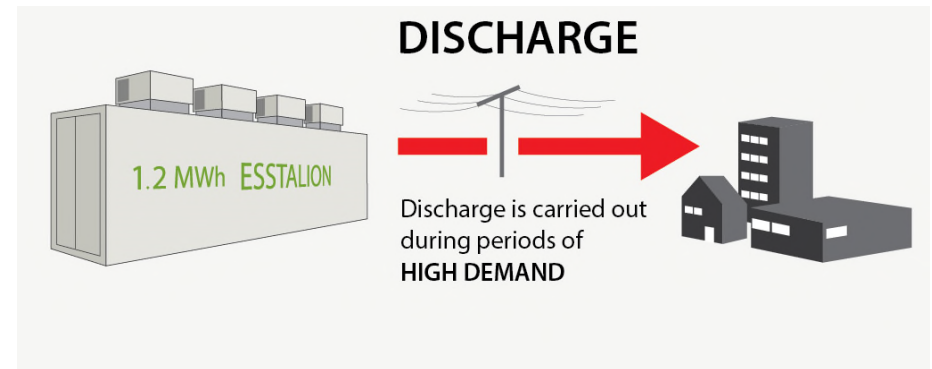 DISCHARGE
1.2 MWh ESSTALION
Discharge is carried out
during periods of
HIGH DEMAND